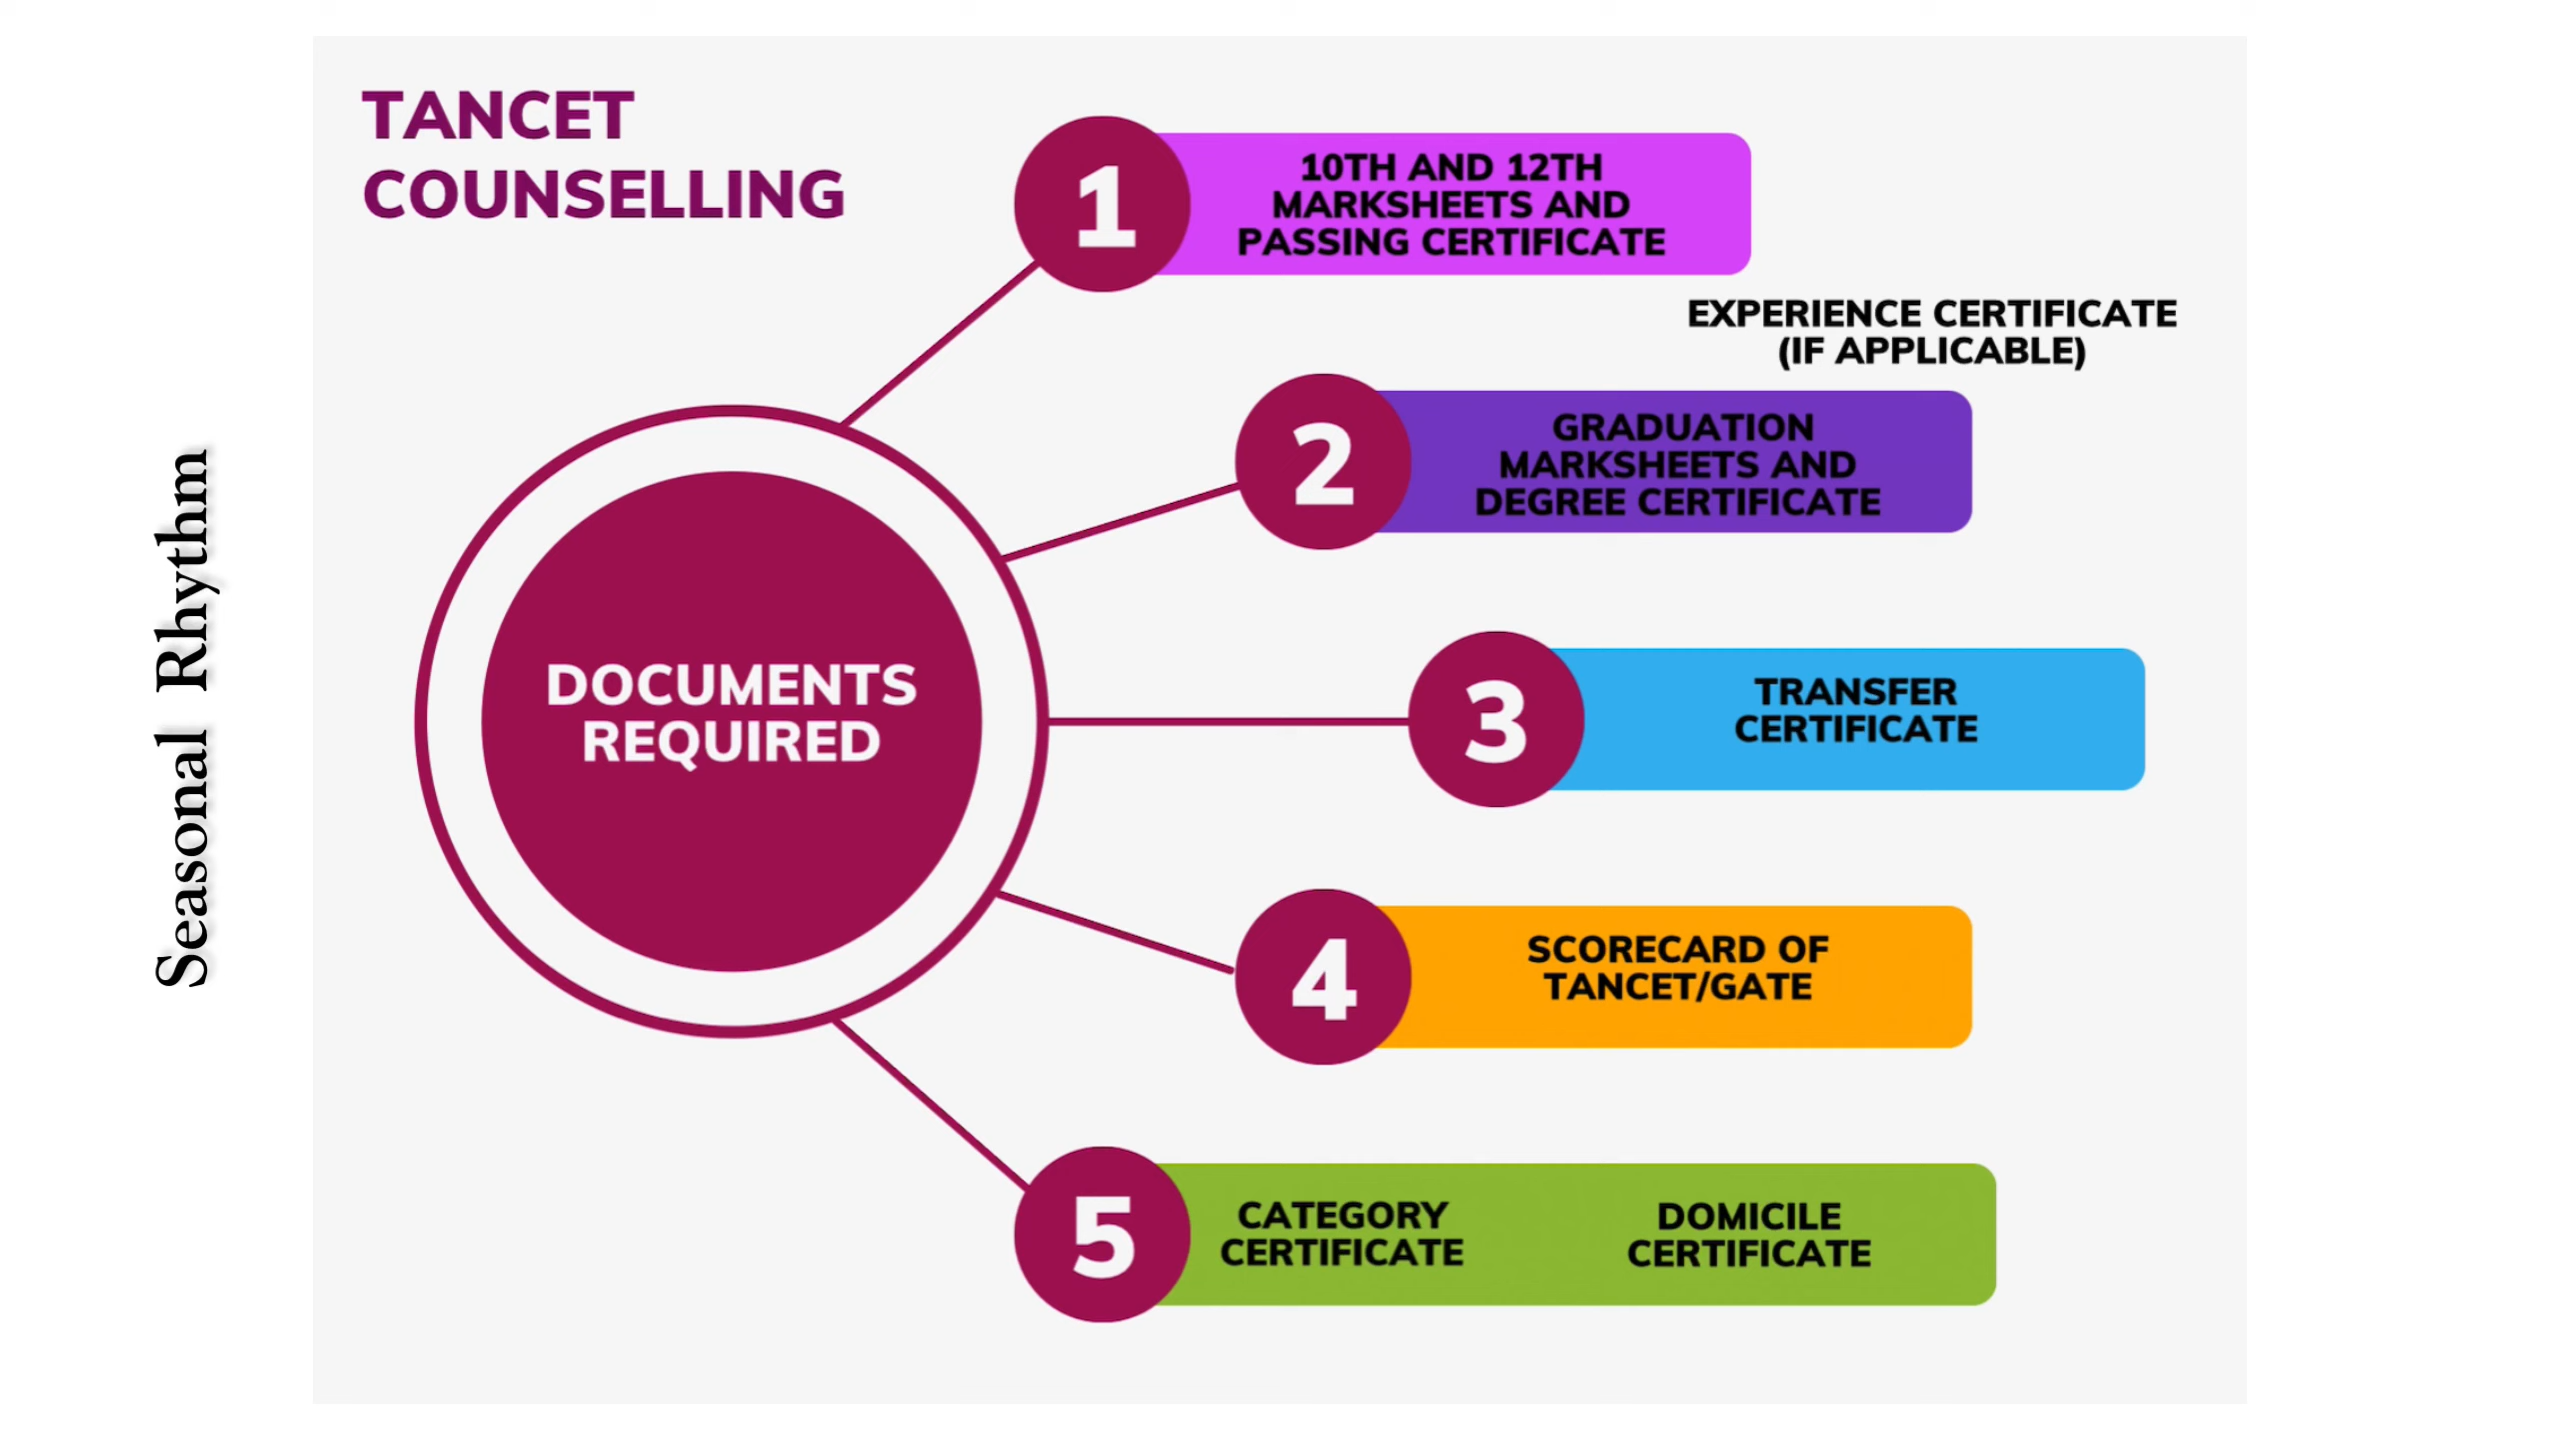 TANCET
COUNSELLING
1
10TH AND 12TH
MARKSHEETS AND
PASSING CERTIFICATE
EXPERIENCE CERTIFICATE
(IF APPLICABLE)
2
GRADUATION
MARKSHEETS AND
DEGREE CERTIFICATE
DOCUMENTS
REQUIRED
3
TRANSFER
CERTIFICATE
4
SCORECARD OF
TANCET/GATE
5
CATEGORY
CERTIFICATE
DOMICILE
CERTIFICATE
Seasonal Rhythm